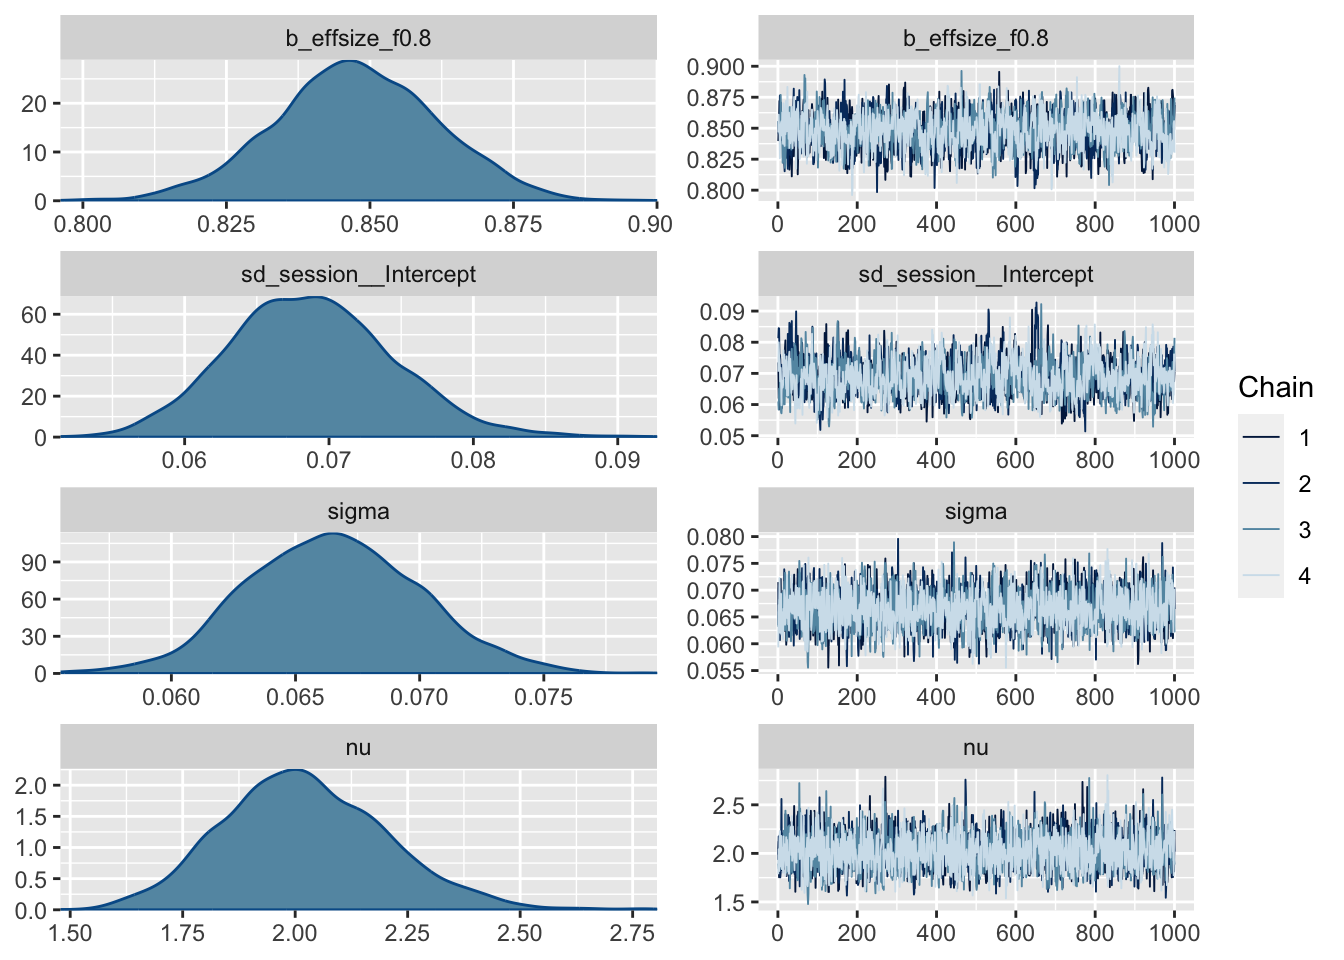 b_effsize_f0.8
20
10
0
0.800 0.825 0.850 0.875 0.90
b_effsize_f0.8
0.900
0.875
0.850
0.825
0.800
0 200 400 600 800 1000
sd_session__Intercept
60
40
20
0
0.06 0.07 0.08 0.09
sd_session__Intercept
0.09
0.08
0.07
0.06
0.05
0 200 400 600 800 1000
sigma
90
60
30
0
0.060 0.065 0.070 0.075
sigma
0.080
0.075
0.070
0.065
0.060
0.055
0 200 400 600 800 1000
nu
2.0
1.5
1.0
0.5
0.0
1.50 1.75 2.00 2.25 2.50 2.75
nu
2.5
2.0
1.5
0 200 400 600 800 1000
Chain
1
2
3
4